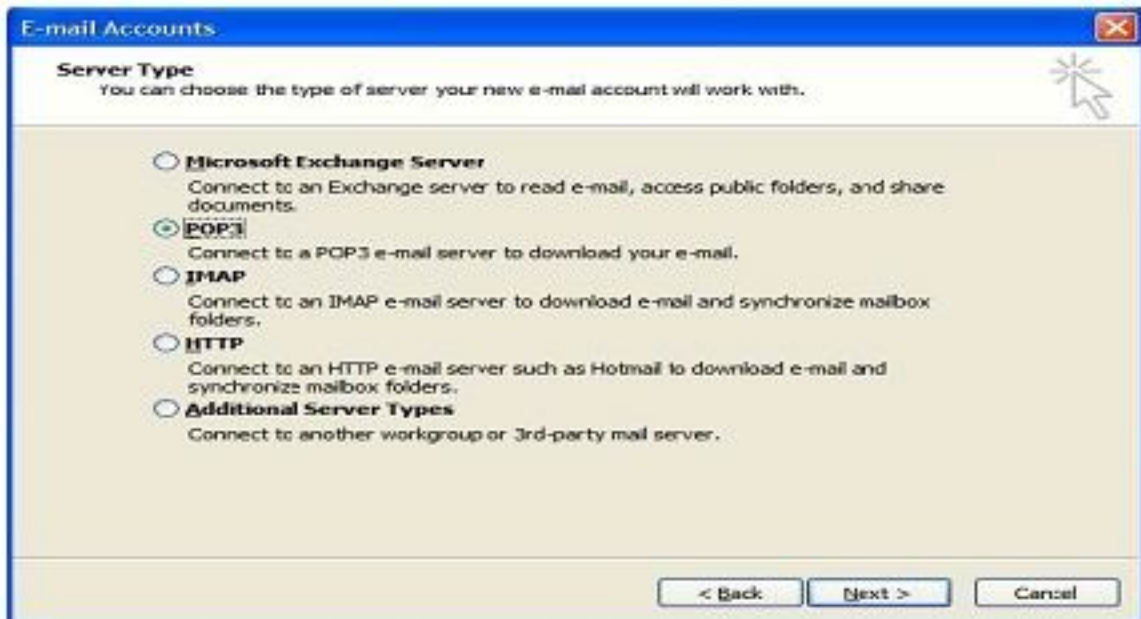 E-mail Accounts
Server Type
You can choose the type of server your new e-mail account will work with.
Microsoft Exchange Server
Connect to an Exchange server to read e-mail, access public folders, and share
documents.
POP3
Connect to a POP3 e-mail server to download your e-mail.
IMAP
Connect to an IMAP e-mail server to download e-mail and synchronize mailbox
folders.
HTTP
Connect to an HTTP e-mail server such as Hotmail to download e-mail and
synchronize mailbox folders.
Additional Server Types
Connect to another workgroup or 3rd-party mail server.
< Back Next > Cancel